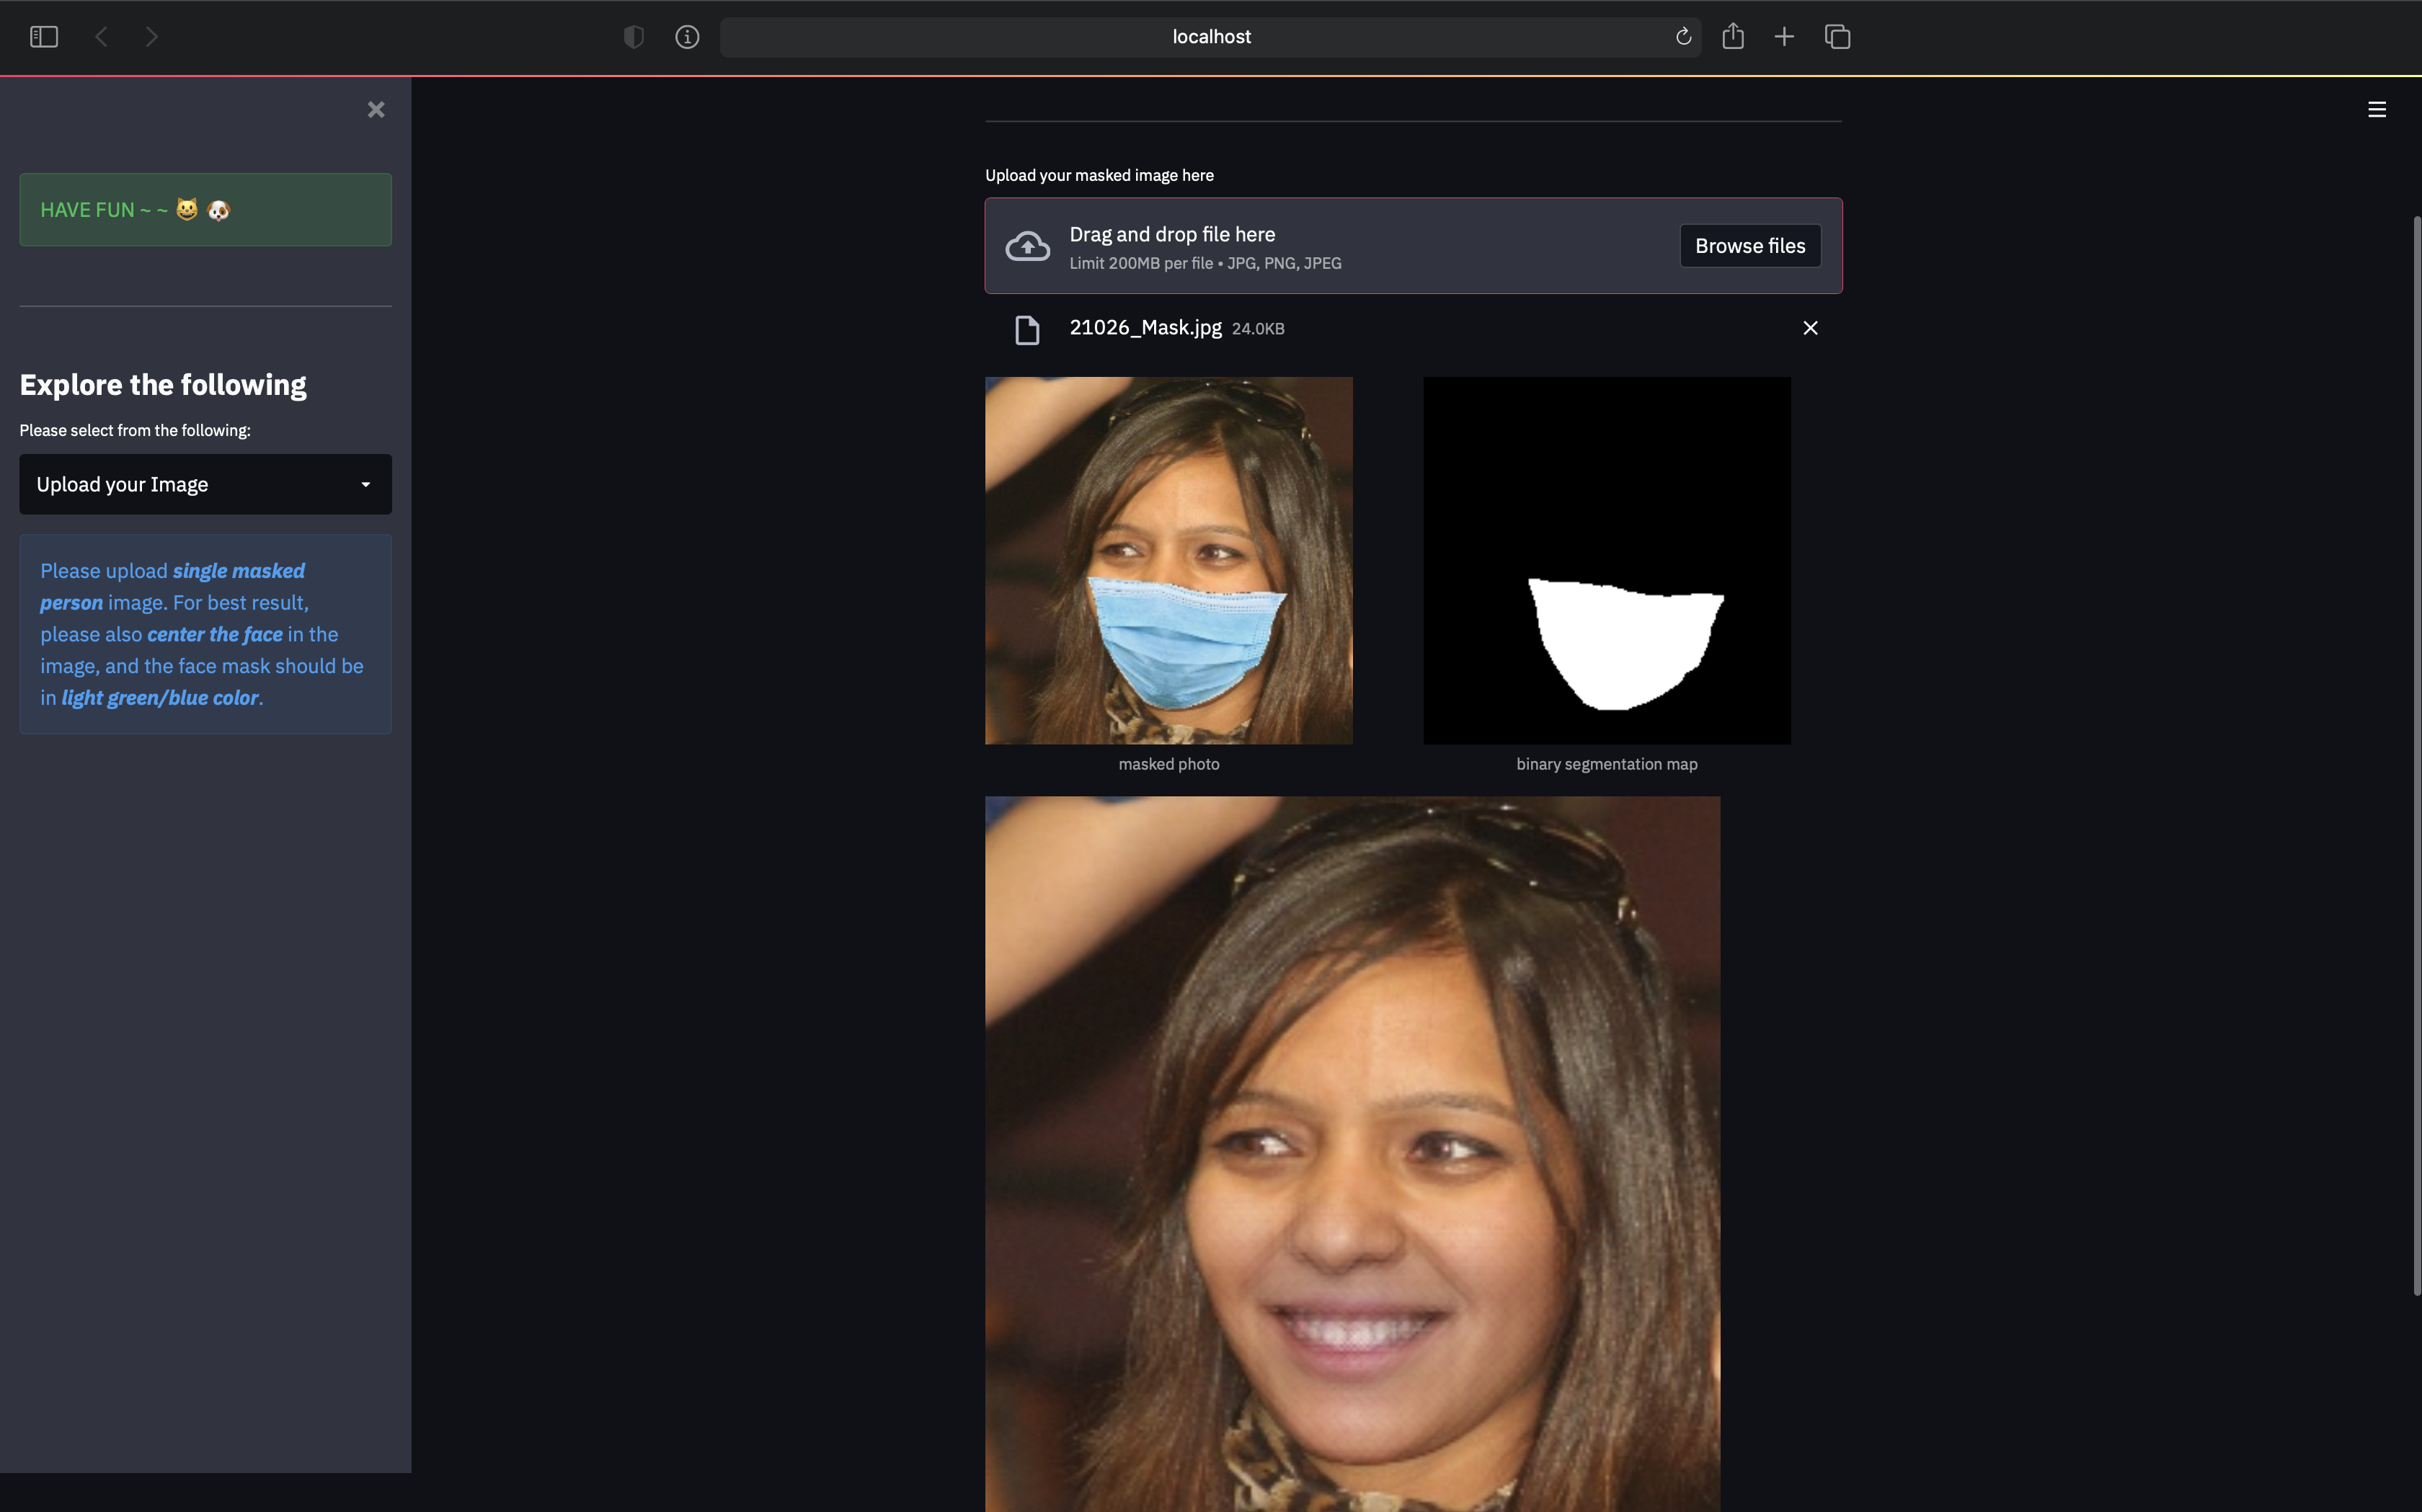 localhost
HAVE FUN ~ ~ 😺 🐶
Explore the following
Please select from the following:
Upload your Image
Please upload single masked
person image. For best result,
please also center the face in the
image, and the face mask should be
in light green/blue color.
Upload your masked image here
Drag and drop file here
Limit 200MB per file • JPG, PNG, JPEG
Browse files
21026_Mask.jpg 24.0KB
masked photo
binary segmentation map